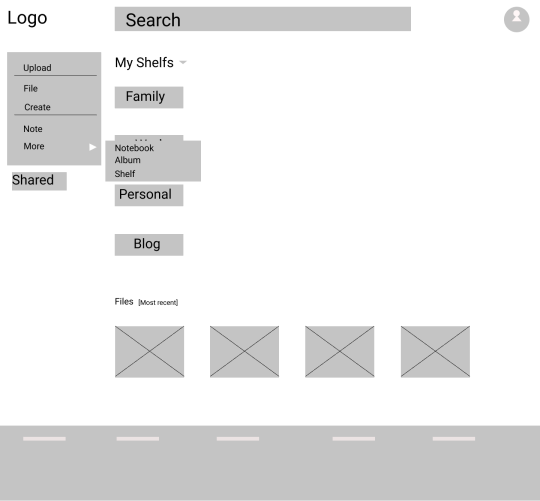 Logo
Search
Upload
File
Create
Note
More
Shared
My Shelfs
Family
Notebook
Album
Shelf
Personal
Blog
Files [Most recent]